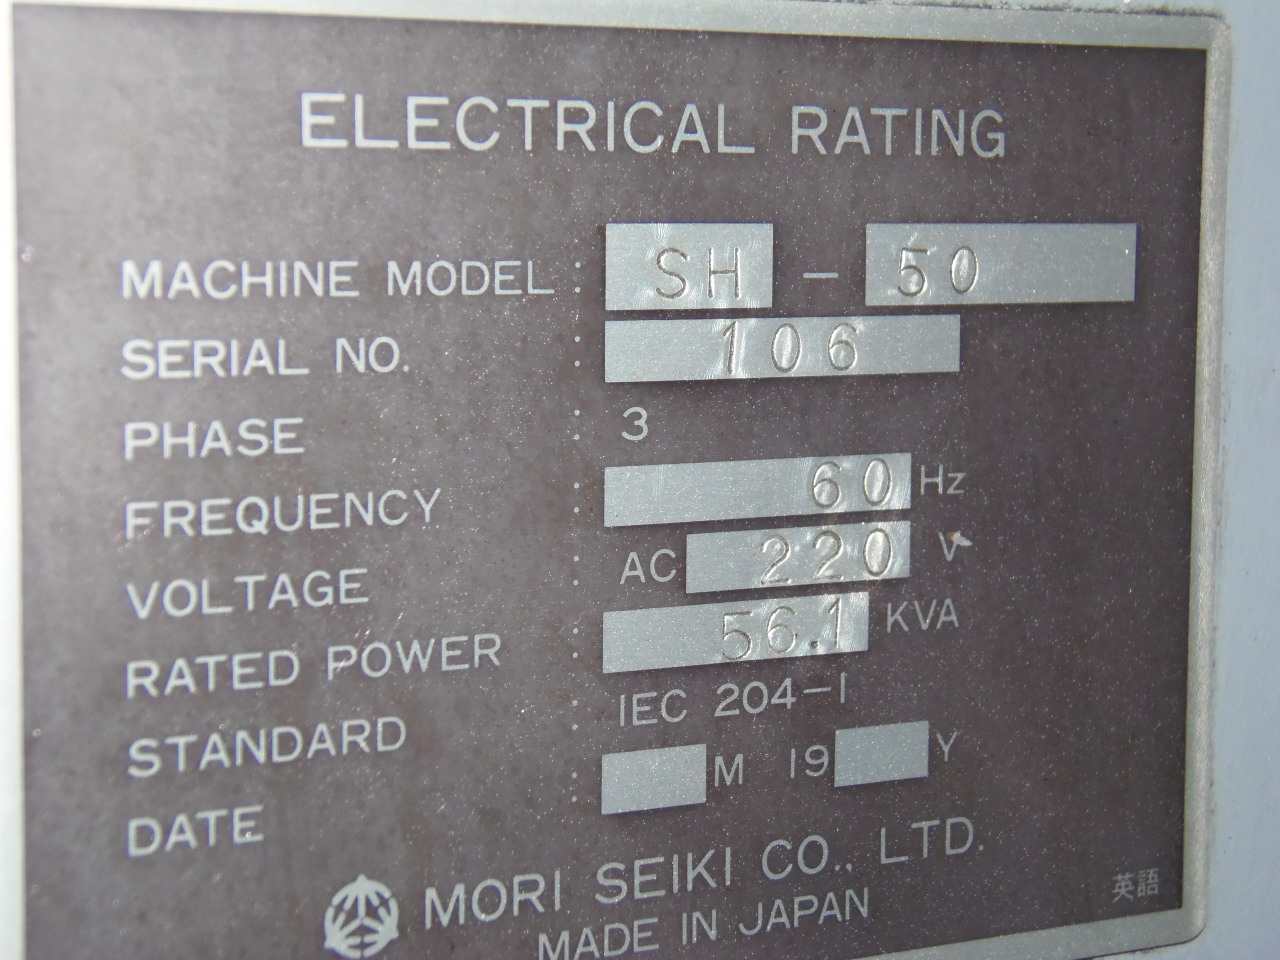 ELECTRICAL RATING
MACHINE MODEL : SH - 50
SERIAL NO. : 106
PHASE : 3
FREQUENCY : 60 Hz
VOLTAGE : AC 220 V
RATED POWER : 56.1 KVA
STANDARD : IEC 204-1
DATE : M 19 Y
MORI SEIKI CO., LTD.
MADE IN JAPAN
英語